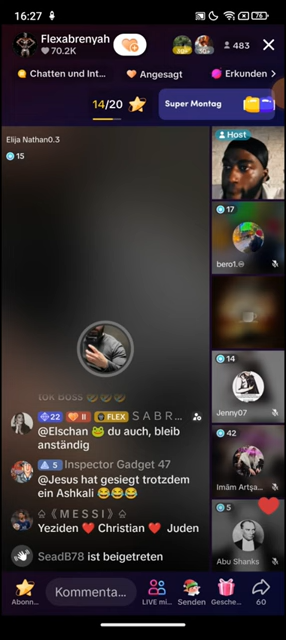 16:27
76
Flexabrenyah
70.2K
483
Chatten und Int...
Angesagt
Erkunden
14/20
Super Montag
Elija Nathan0.3
15
Host
17
bero1.
14
Jenny07
42
Imām Artşa...
5
Abu Shanks
tok Boss
22 II FLEX S A B R ...
@Elschan 🐸 du auch, bleib
anständig
5 Inspector Gadget 47
@Jesus hat gesiegt trotzdem
ein Ashkali 😂😂😂
《 M E S S I 》
Yeziden ❤️ Christian ❤️ Juden
SeadB78 ist beigetreten
Abonn...
Kommenta...
LIVE mi...
Senden
Gesche...
60